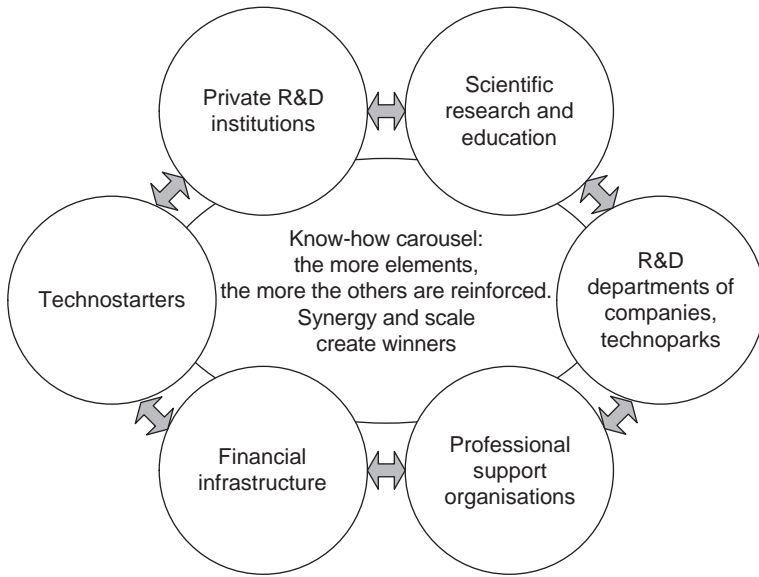 Private R&D
institutions
Scientific
research and
education
Know-how carousel:
the more elements,
the more the others are reinforced.
Synergy and scale
create winners
Technostarters
R&D
departments of
companies,
technoparks
Financial
infrastructure
Professional
support
organisations